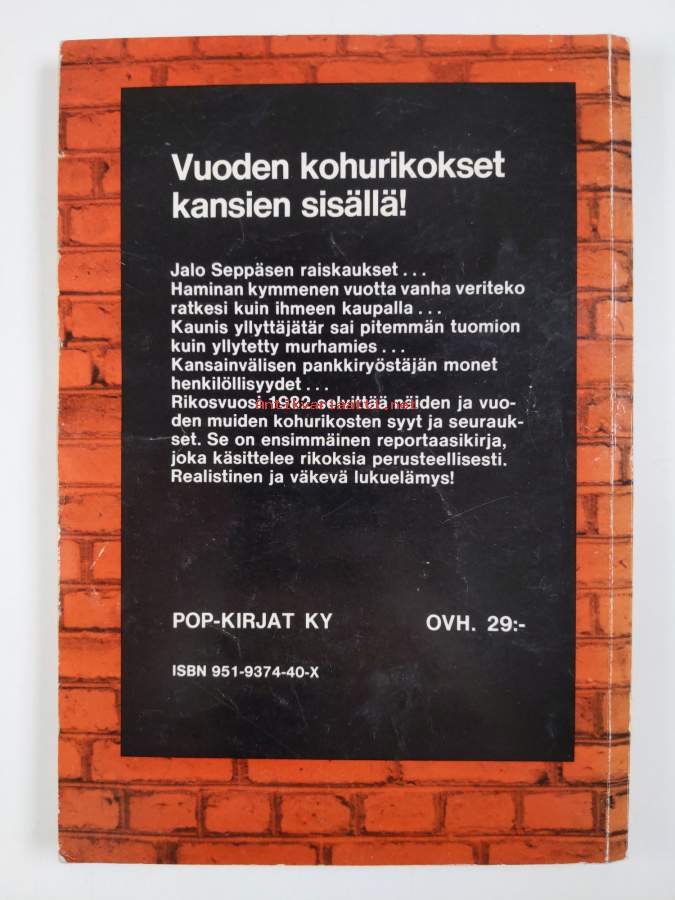 Vuoden kohurikokset
kansien sisällä!
Jalo Seppäsen raiskaukset . . .
Haminan kymmenen vuotta vanha veriteko
ratkesi kuin ihmeen kaupalla . . .
Kaunis yllyttäjätär sai pitemmän tuomion
kuin yllytetty murhamies . . .
Kansainvälisen pankkiryöstäjän monet
henkilöllisyydet . . .
Rikosvuosi 1982 selvittää näiden ja vuo-
den muiden kohurikosten syyt ja seurauk-
set. Se on ensimmäinen reportaasikirja,
joka käsittelee rikoksia perusteellisesti.
Realistinen ja väkevä lukuelämys!
POP-KIRJAT KY OVH. 29:-
ISBN 951-9374-40-X